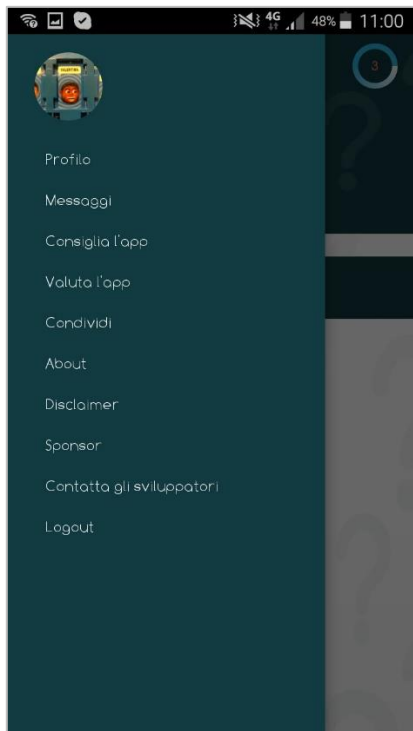 4G 48% 11:00
3
Profilo
Messaggi
Consiglia l'app
Valuta l'app
Condividi
About
Disclaimer
Sponsor
Contatta gli sviluppatori
Logout